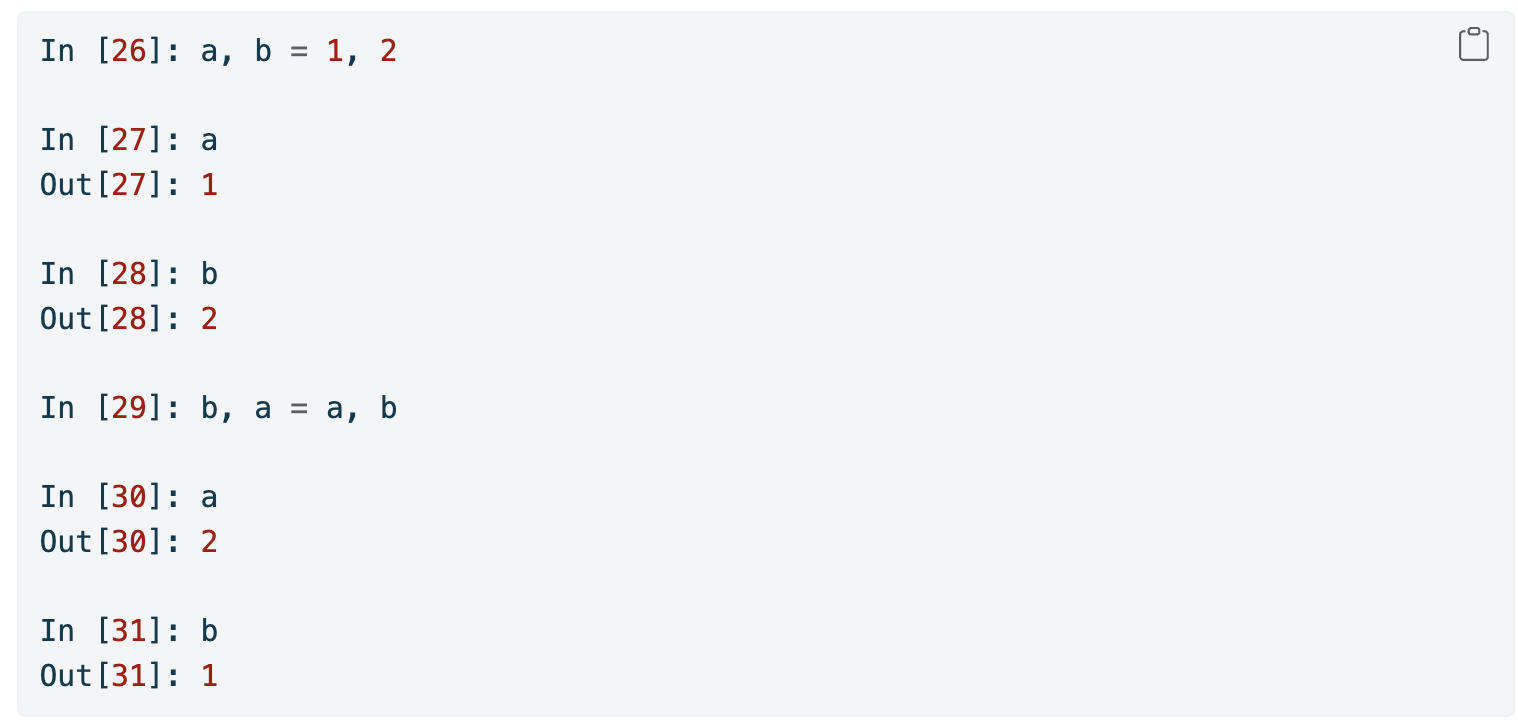 In [26]: a, b = 1, 2
In [27]: a
Out[27]: 1
In [28]: b
Out[28]: 2
In [29]: b, a = a, b
In [30]: a
Out[30]: 2
In [31]: b
Out[31]: 1